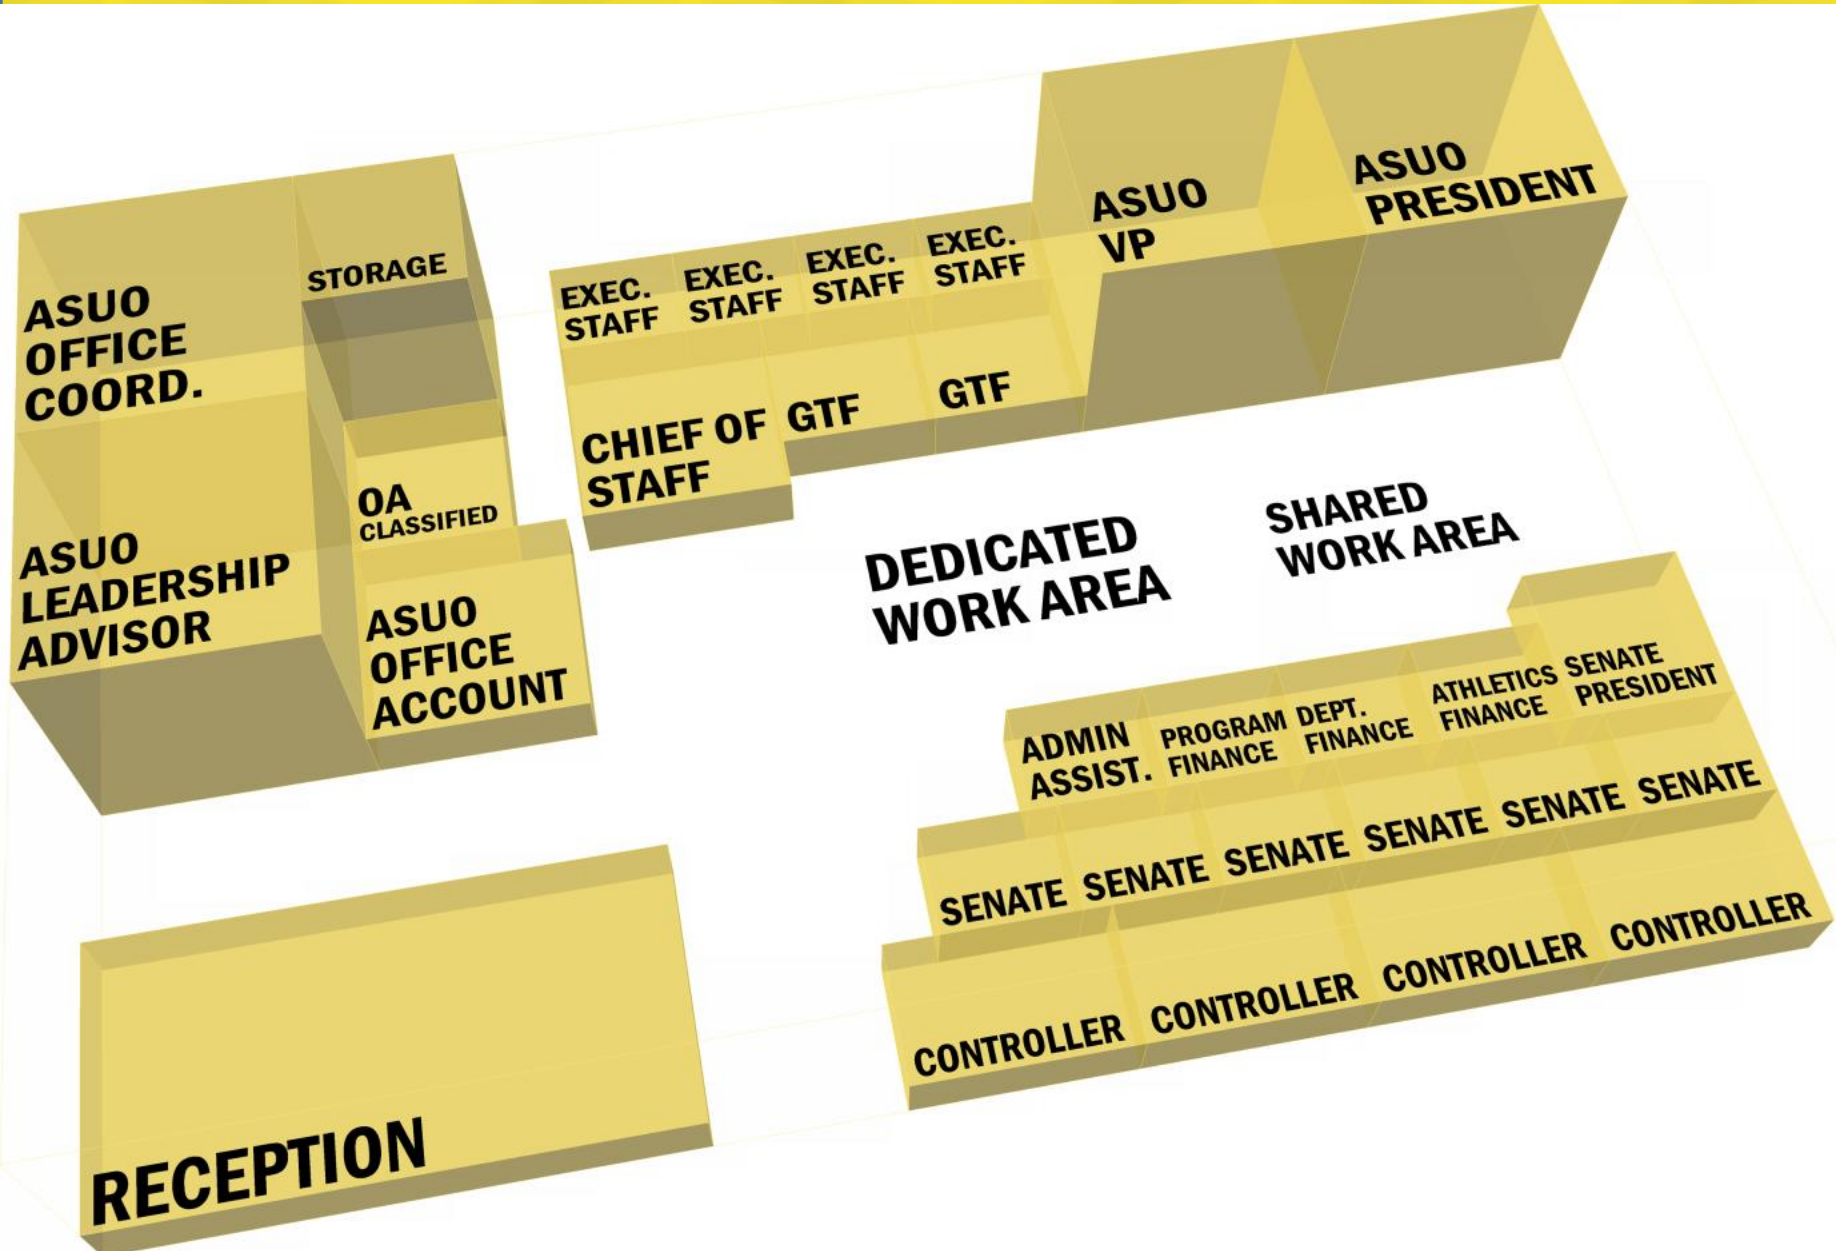 ASUO
OFFICE
COORD.
STORAGE
ASUO
LEADERSHIP
ADVISOR
OA
CLASSIFIED
ASUO
OFFICE
ACCOUNT
EXEC.
STAFF
EXEC.
STAFF
EXEC.
STAFF
EXEC.
STAFF
CHIEF OF
STAFF
GTF
GTF
ASUO
VP
ASUO
PRESIDENT
DEDICATED
WORK AREA
SHARED
WORK AREA
ADMIN
ASSIST.
PROGRAM
FINANCE
DEPT.
FINANCE
ATHLETICS
FINANCE
SENATE
PRESIDENT
SENATE
SENATE
SENATE
SENATE
SENATE
SENATE
CONTROLLER
CONTROLLER
CONTROLLER
CONTROLLER
RECEPTION